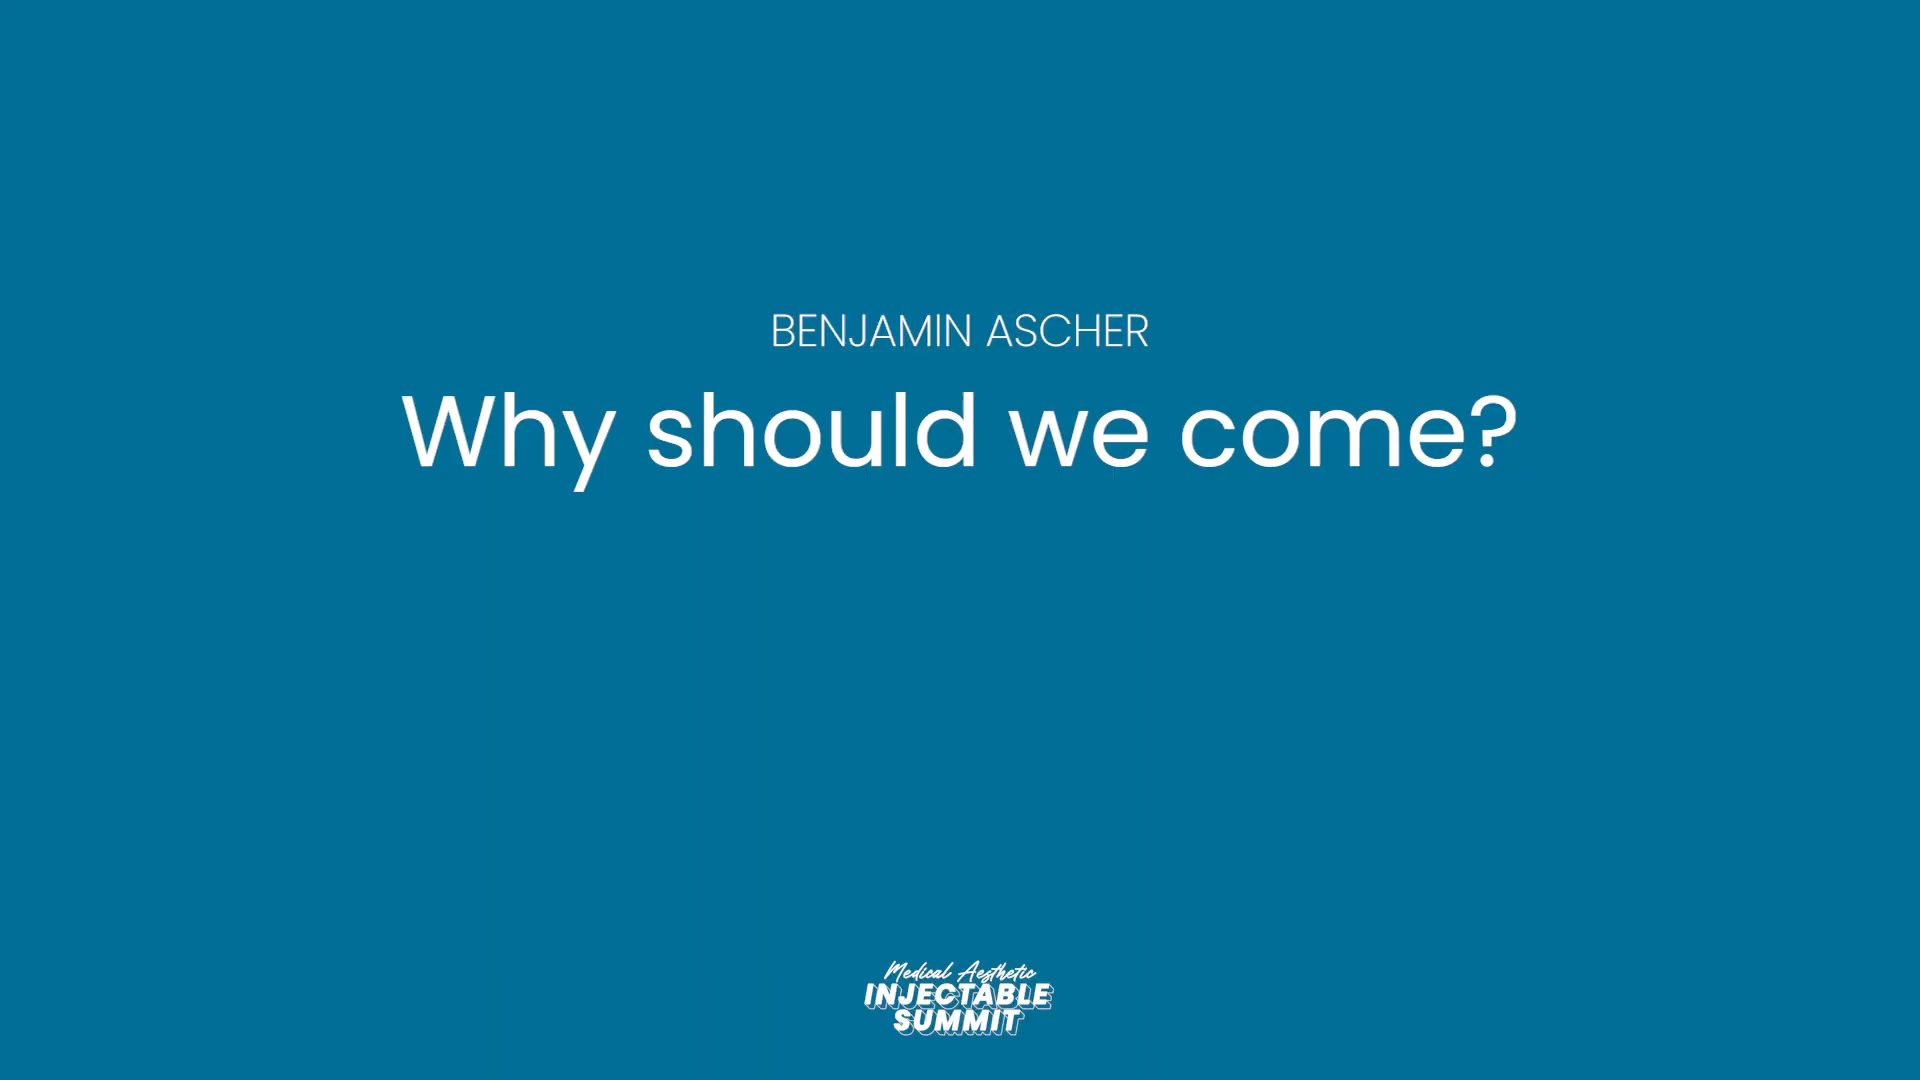 BENJAMIN ASCHER
Why should we come?
Medical Aesthetic
INJECTABLE
SUMMIT